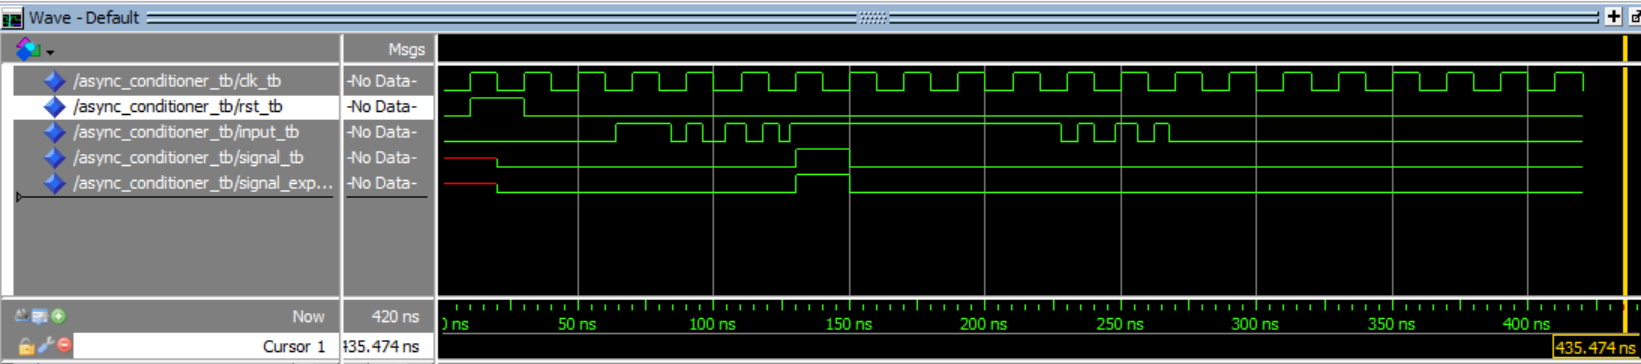 Wave - Default
Msgs
/async_conditioner_tb/clk_tb -No Data-
/async_conditioner_tb/rst_tb -No Data-
/async_conditioner_tb/input_tb -No Data-
/async_conditioner_tb/signal_tb -No Data-
/async_conditioner_tb/signal_exp... -No Data-
Now 420 ns ) ns 50 ns 100 ns 150 ns 200 ns 250 ns 300 ns 350 ns 400 ns
Cursor 1 435.474 ns 435.474 ns